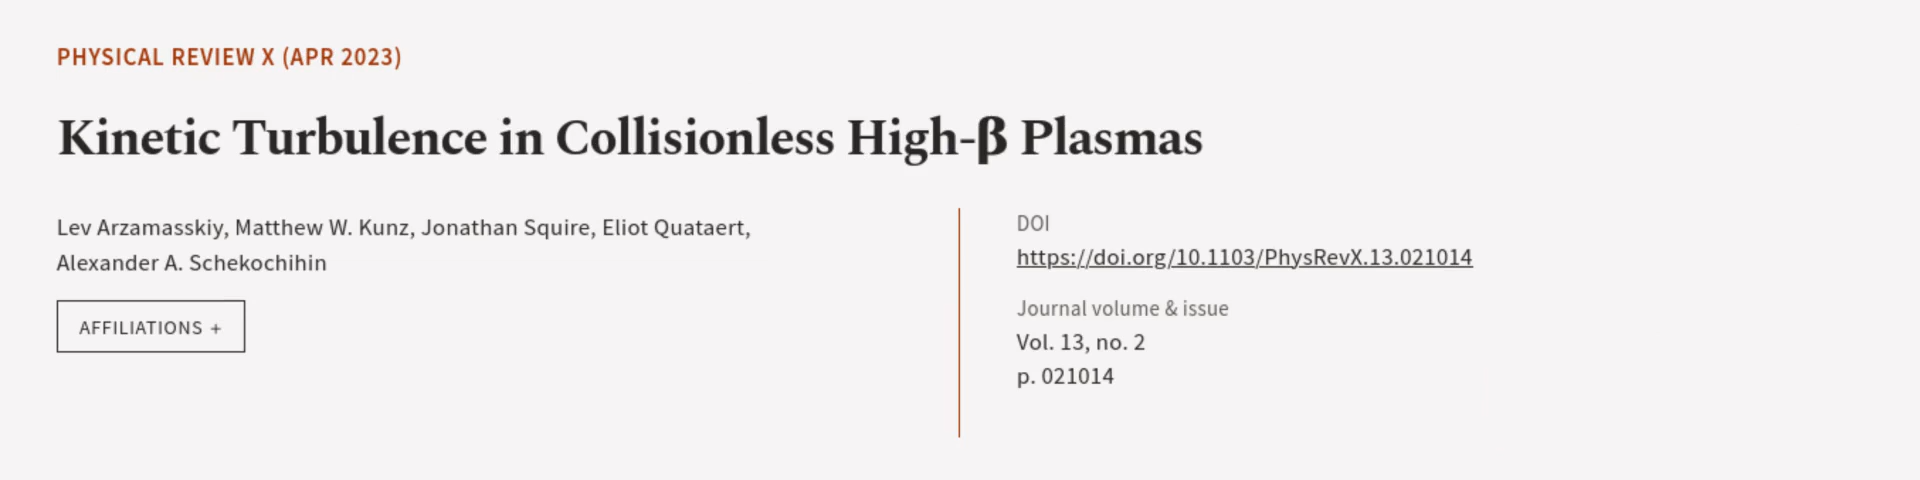 PHYSICAL REVIEW X (APR 2023)
Kinetic Turbulence in Collisionless High-β Plasmas
Lev Arzamasskiy, Matthew W. Kunz, Jonathan Squire, Eliot Quataert,
Alexander A. Schekochihin
AFFILIATIONS +
DOI
https://doi.org/10.1103/PhysRevX.13.021014
Journal volume & issue
Vol. 13, no. 2
p. 021014